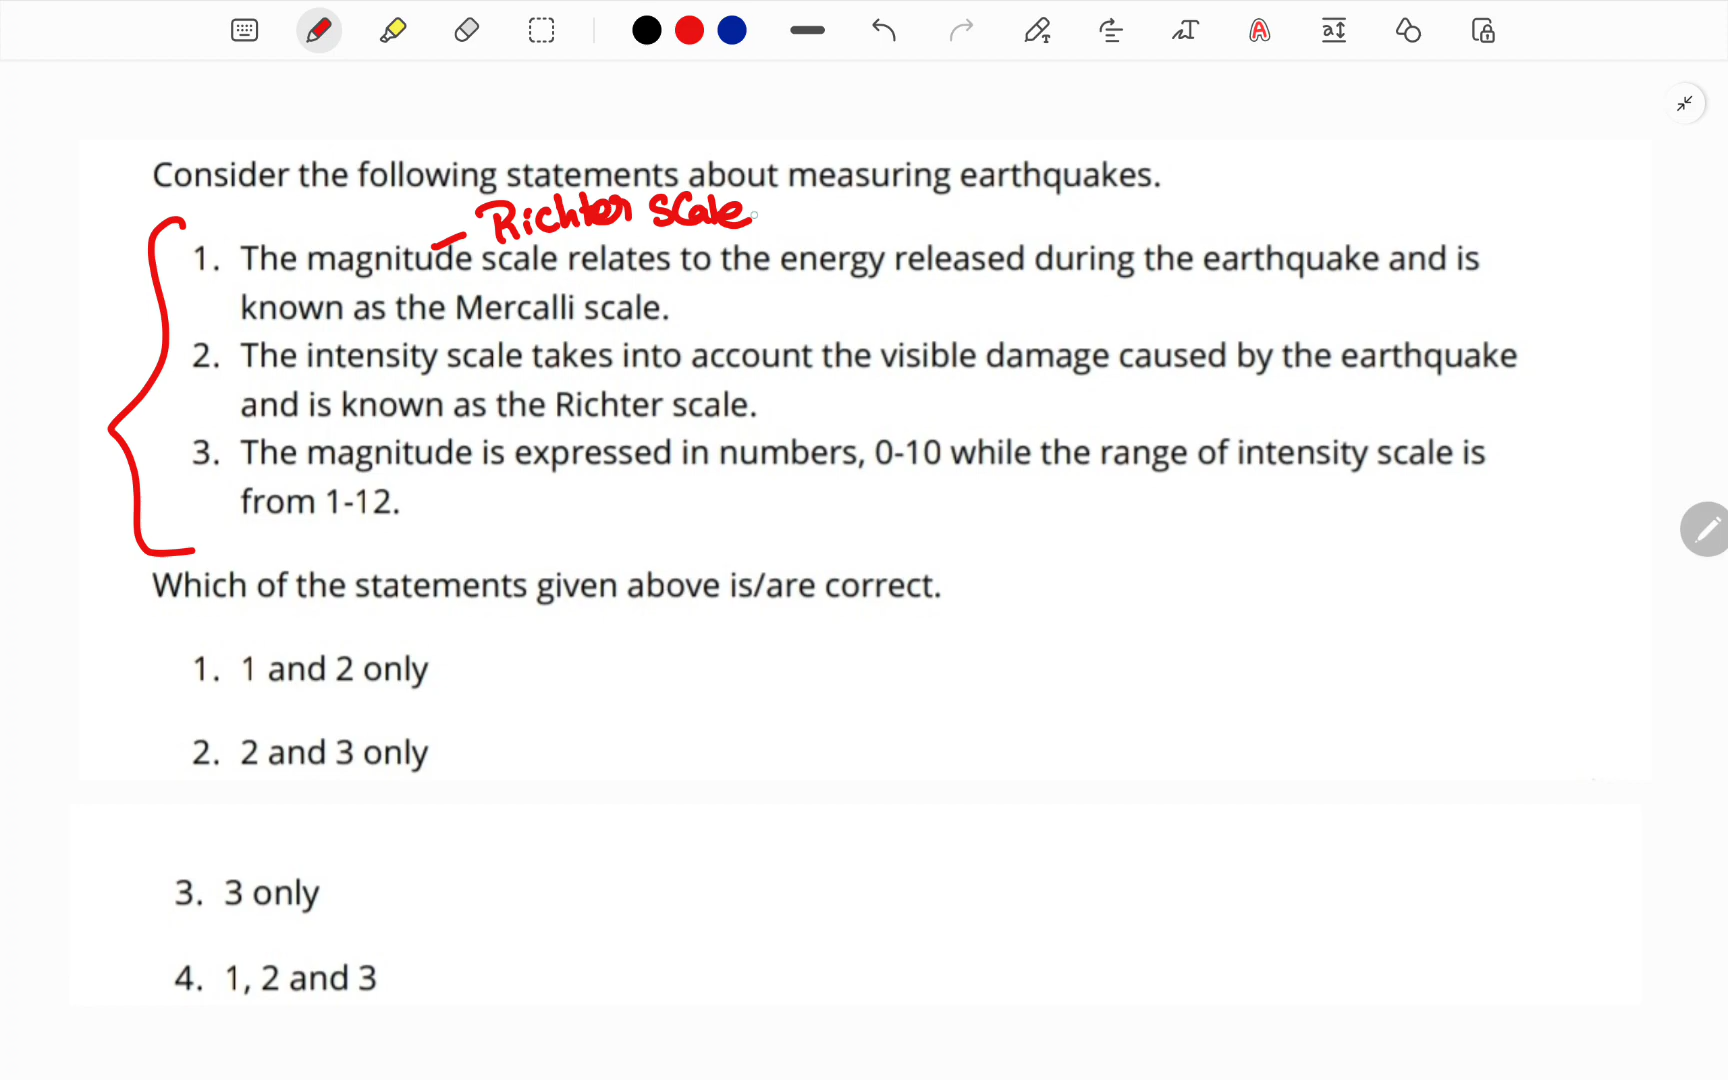 Consider the following statements about measuring earthquakes.
– Richter Scale
1. The magnitude scale relates to the energy released during the earthquake and is
known as the Mercalli scale.
2. The intensity scale takes into account the visible damage caused by the earthquake
and is known as the Richter scale.
3. The magnitude is expressed in numbers, 0-10 while the range of intensity scale is
from 1-12.
Which of the statements given above is/are correct.
1. 1 and 2 only
2. 2 and 3 only
3. 3 only
4. 1, 2 and 3